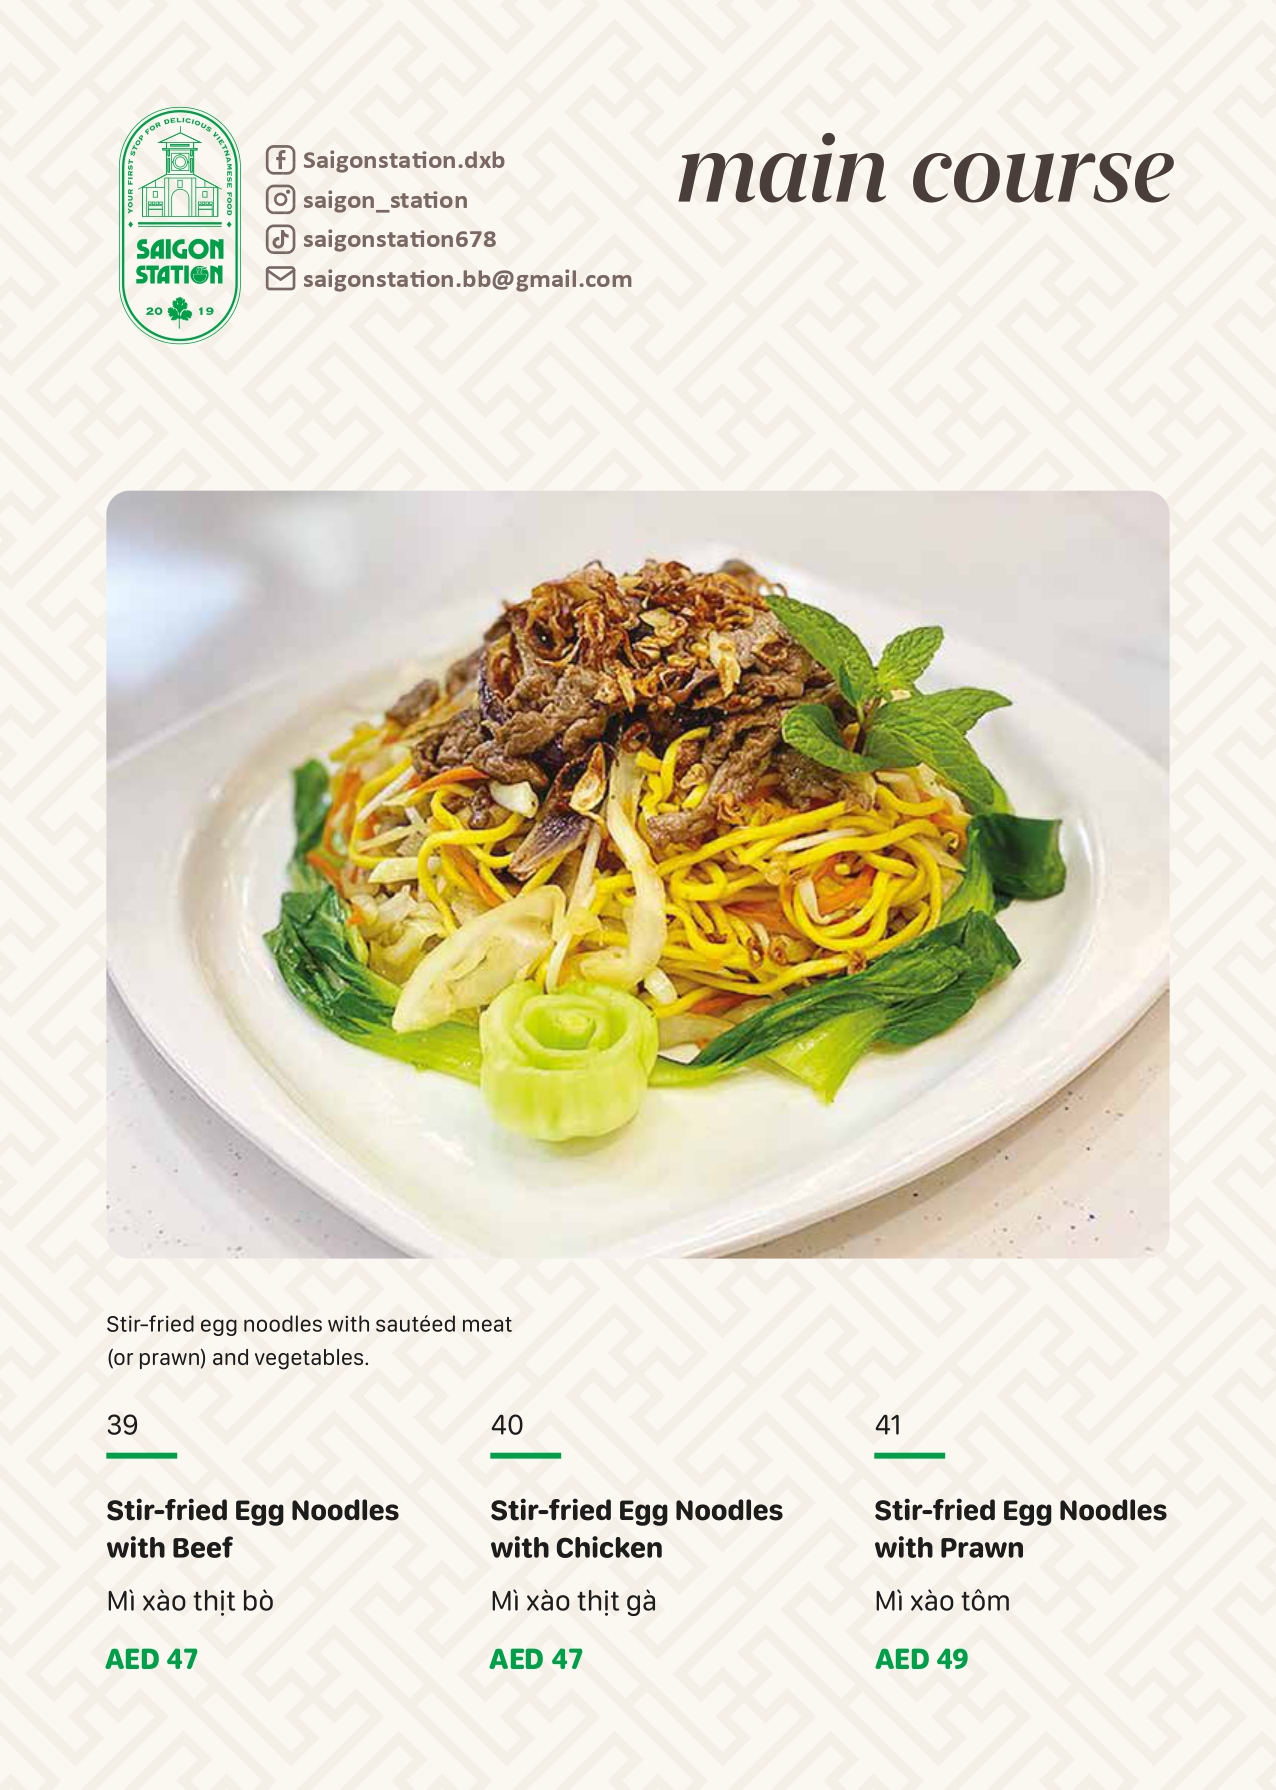 YOUR FIRST STOP FOR DELICIOUS VIETNAMESE FOOD
SAIGON
STATION
20 19
Saigonstation.dxb
saigon_station
saigonstation678
saigonstation.bb@gmail.com
main course
Stir-fried egg noodles with sautéed meat
(or prawn) and vegetables.
39
Stir-fried Egg Noodles
with Beef
Mì xào thịt bò
AED 47
40
Stir-fried Egg Noodles
with Chicken
Mì xào thịt gà
AED 47
41
Stir-fried Egg Noodles
with Prawn
Mì xào tôm
AED 49